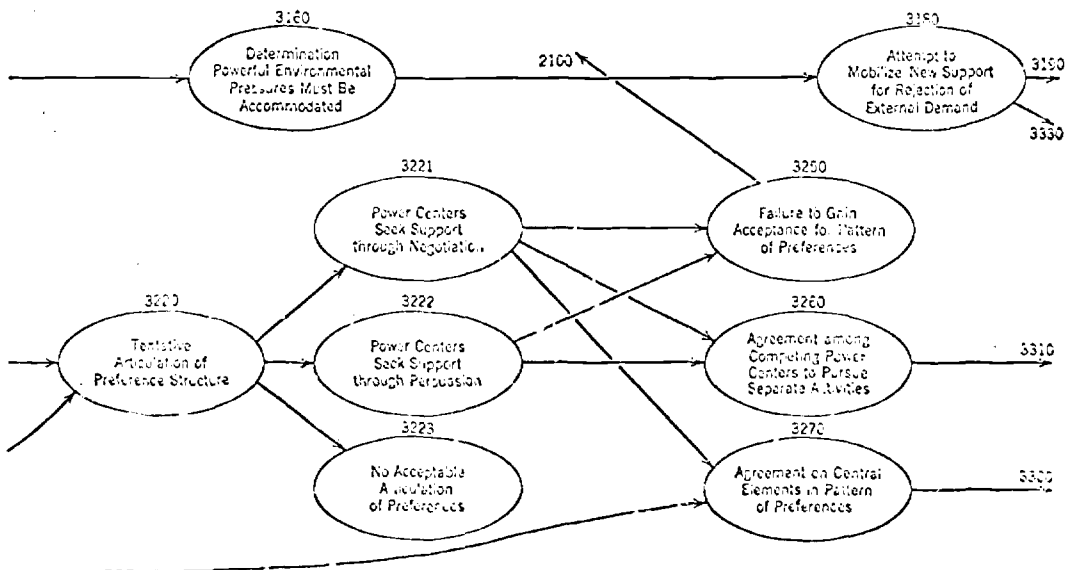 3160
Determination
Powerful Environmental
Pressures Must Be
Accommodated
2100
3180
Attempt to
Mobilize New Support
for Rejection of
External Demand
3190
3330
3221
Power Centers
Seek Support
through Negotiation
3250
Failure to Gain
Acceptance for Pattern
of Preferences
3220
Tentative
Articulation of
Preference Structure
3222
Power Centers
Seek Support
through Persuasion
3260
Agreement among
Competing Power
Centers to Pursue
Separate Activities
3310
3223
No Acceptable
Articulation
of Preferences
3270
Agreement on Central
Elements in Pattern
of Preferences